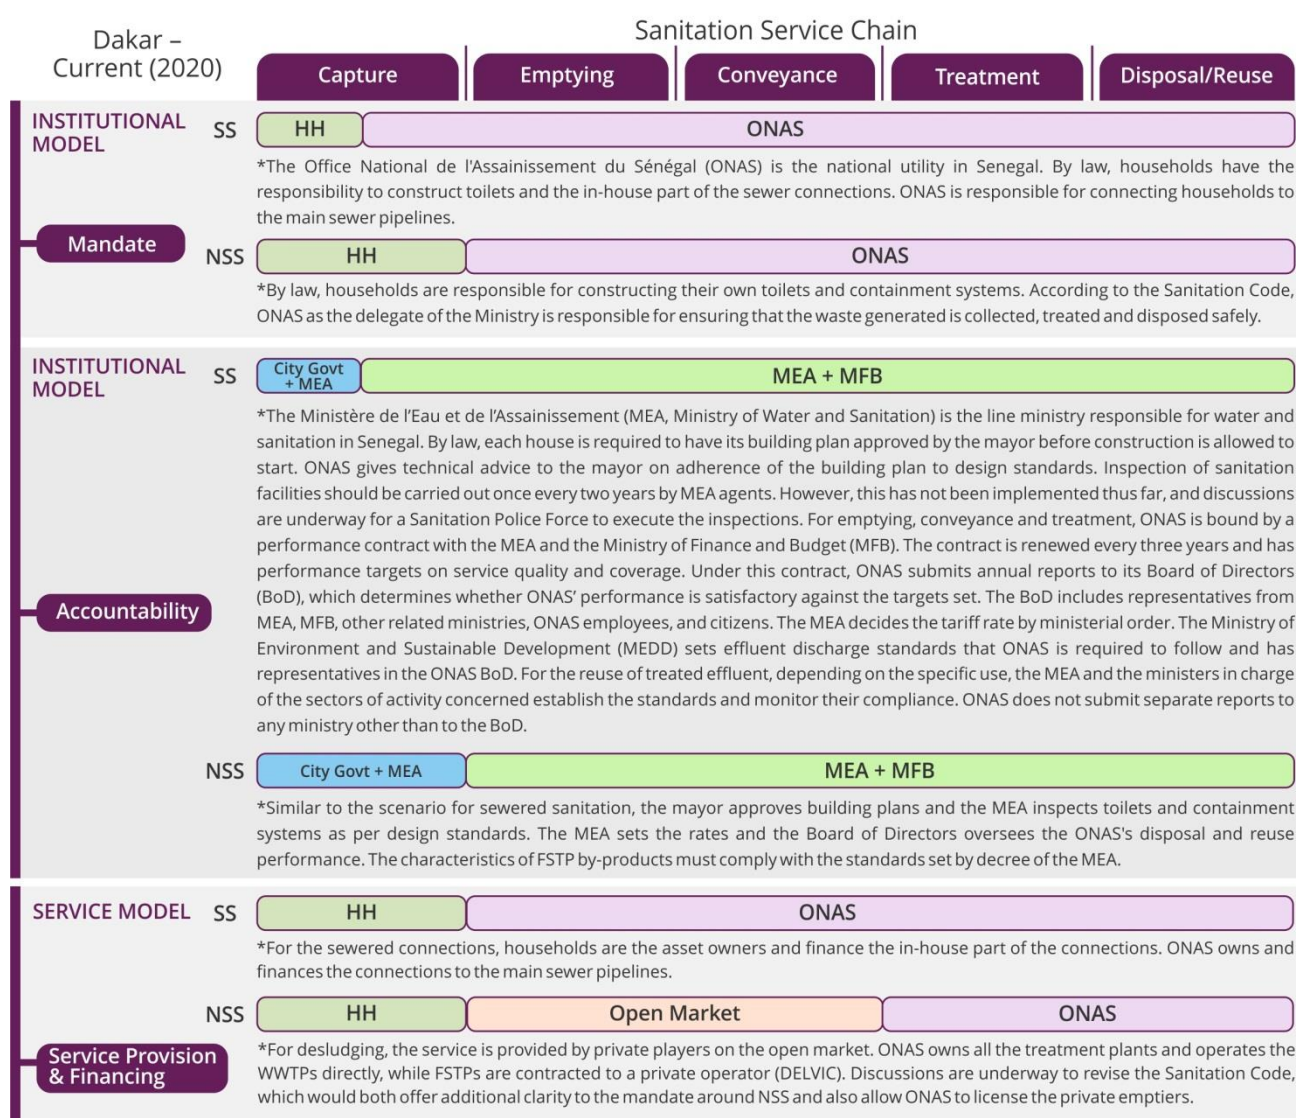 Dakar –
Current (2020)
Sanitation Service Chain
Capture
Emptying
Conveyance
Treatment
Disposal/Reuse
INSTITUTIONAL
MODEL
Mandate
SS
HH
ONAS
*The Office National de l'Assainissement du Sénégal (ONAS) is the national utility in Senegal. By law, households have the
responsibility to construct toilets and the in-house part of the sewer connections. ONAS is responsible for connecting households to
the main sewer pipelines.
NSS
HH
ONAS
*By law, households are responsible for constructing their own toilets and containment systems. According to the Sanitation Code,
ONAS as the delegate of the Ministry is responsible for ensuring that the waste generated is collected, treated and disposed safely.
INSTITUTIONAL
MODEL
Accountability
SS
City Govt
+ MEA
MEA + MFB
*The Ministère de l’Eau et de l’Assainissement (MEA, Ministry of Water and Sanitation) is the line ministry responsible for water and
sanitation in Senegal. By law, each house is required to have its building plan approved by the mayor before construction is allowed to
start. ONAS gives technical advice to the mayor on adherence of the building plan to design standards. Inspection of sanitation
facilities should be carried out once every two years by MEA agents. However, this has not been implemented thus far, and discussions
are underway for a Sanitation Police Force to execute the inspections. For emptying, conveyance and treatment, ONAS is bound by a
performance contract with the MEA and the Ministry of Finance and Budget (MFB). The contract is renewed every three years and has
performance targets on service quality and coverage. Under this contract, ONAS submits annual reports to its Board of Directors
(BoD), which determines whether ONAS’ performance is satisfactory against the targets set. The BoD includes representatives from
MEA, MFB, other related ministries, ONAS employees, and citizens. The MEA decides the tariff rate by ministerial order. The Ministry of
Environment and Sustainable Development (MEDD) sets effluent discharge standards that ONAS is required to follow and has
representatives in the ONAS BoD. For the reuse of treated effluent, depending on the specific use, the MEA and the ministers in charge
of the sectors of activity concerned establish the standards and monitor their compliance. ONAS does not submit separate reports to
any ministry other than to the BoD.
NSS
City Govt + MEA
MEA + MFB
*Similar to the scenario for sewered sanitation, the mayor approves building plans and the MEA inspects toilets and containment
systems as per design standards. The MEA sets the rates and the Board of Directors oversees the ONAS's disposal and reuse
performance. The characteristics of FSTP by-products must comply with the standards set by decree of the MEA.
SERVICE MODEL
Service Provision
& Financing
SS
HH
ONAS
*For the sewered connections, households are the asset owners and finance the in-house part of the connections. ONAS owns and
finances the connections to the main sewer pipelines.
NSS
HH
Open Market
ONAS
*For desludging, the service is provided by private players on the open market. ONAS owns all the treatment plants and operates the
WWTPs directly, while FSTPs are contracted to a private operator (DELVIC). Discussions are underway to revise the Sanitation Code,
which would both offer additional clarity to the mandate around NSS and also allow ONAS to license the private emptiers.